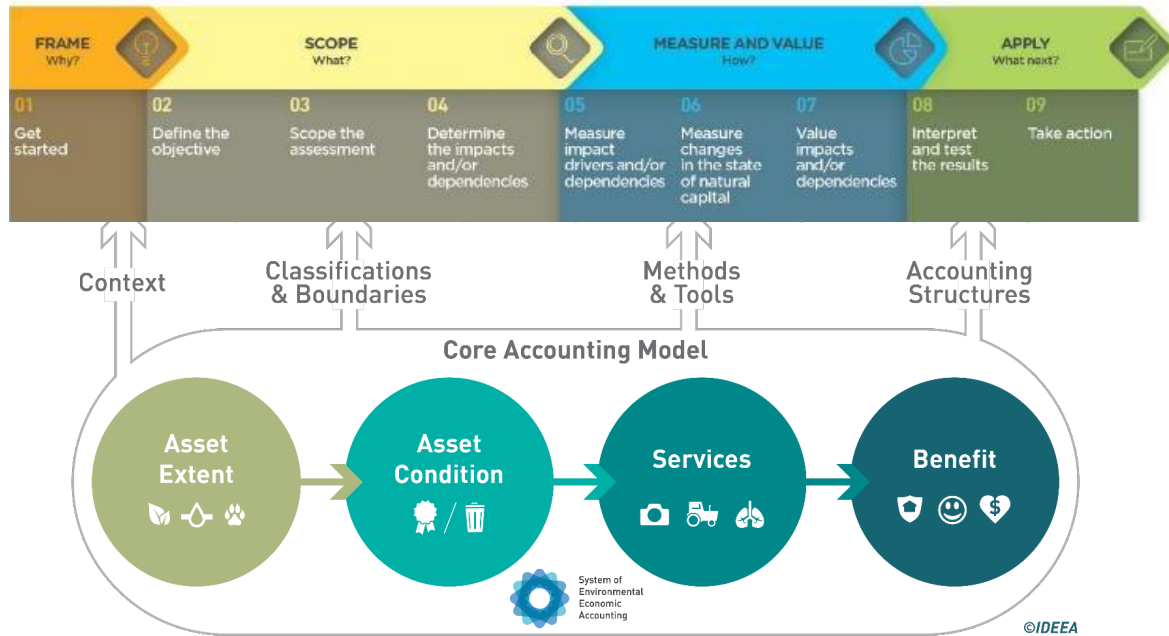 FRAME
Why?
SCOPE
What?
MEASURE AND VALUE
How?
APPLY
What next?
01
Get
started
02
Define the
objective
03
Scope the
assessment
04
Determine
the impacts
and/or
dependencies
05
Measure
impact
drivers and/or
dependencies
06
Measure
changes
in the state
of natural
capital
07
Value
impacts
and/or
dependencies
08
Interpret
and test
the results
09
Take action
Context
Classifications
& Boundaries
Methods
& Tools
Accounting
Structures
Core Accounting Model
Asset
Extent
Asset
Condition
Services
Benefit
$
System of
Environmental
Economic
Accounting
©IDEEA